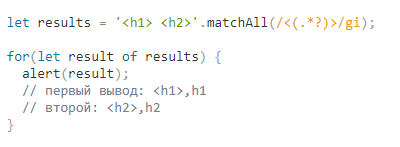 let results = '<h1> <h2>'.matchAll(/<(.*?)>/gi);
for(let result of results) {
alert(result);
// первый вывод: <h1>,h1
// второй: <h2>,h2
}